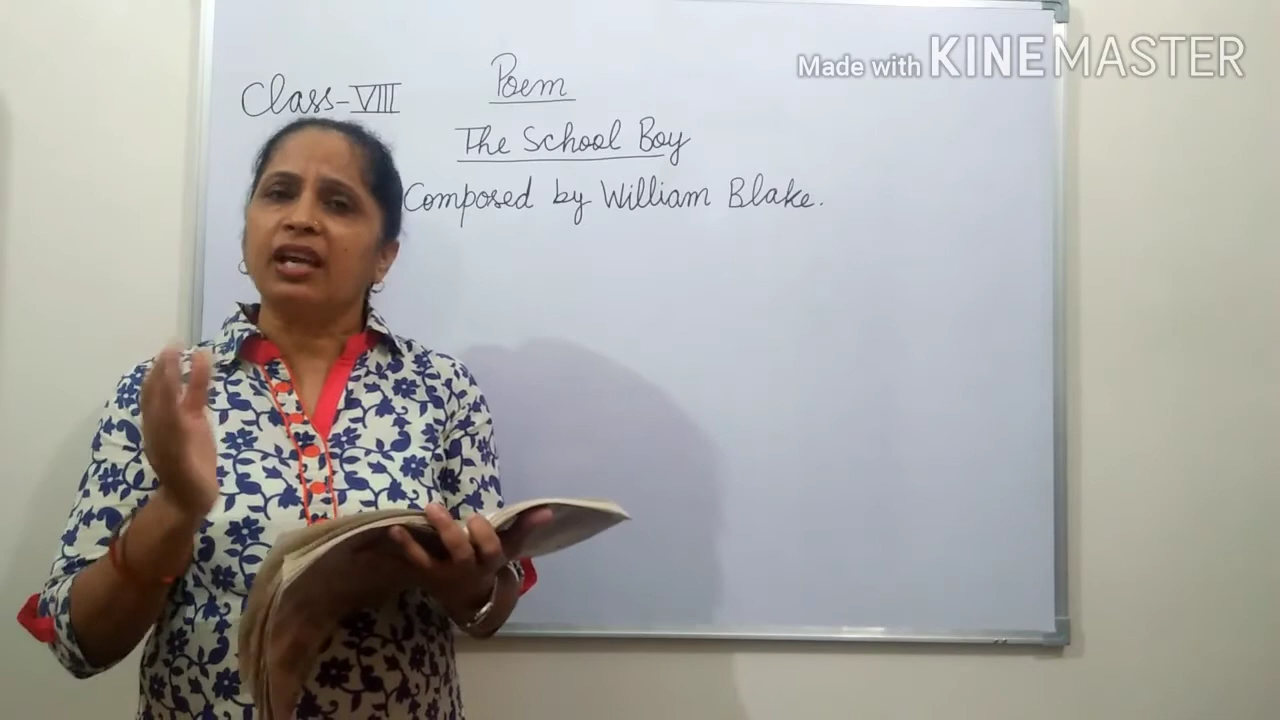 Made with KINEMASTER
Class-VIII
Poem
The School Boy
Composed by William Blake.